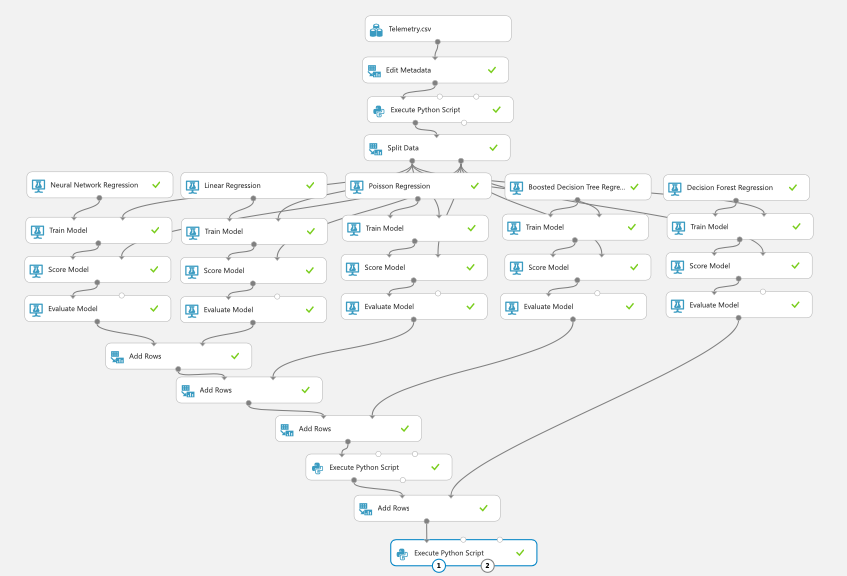 Telemetry.csv
Edit Metadata
Execute Python Script
Split Data
Neural Network Regression
Linear Regression
Poisson Regression
Boosted Decision Tree Regre...
Decision Forest Regression
Train Model
Train Model
Train Model
Train Model
Train Model
Score Model
Score Model
Score Model
Score Model
Score Model
Evaluate Model
Evaluate Model
Evaluate Model
Evaluate Model
Evaluate Model
Add Rows
Add Rows
Add Rows
Execute Python Script
Add Rows
Execute Python Script
1
2